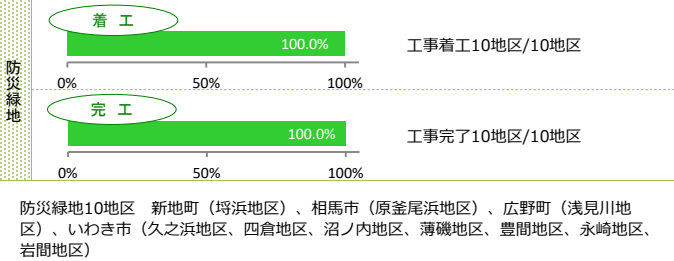 防災緑地
着 工
100.0%
工事着工10地区/10地区
0% 50% 100%
完 工
100.0%
工事完了10地区/10地区
0% 50% 100%
防災緑地10地区　新地町（埒浜地区）、相馬市（原釜尾浜地区）、広野町（浅見川地
区）、いわき市（久之浜地区、四倉地区、沼ノ内地区、薄磯地区、豊間地区、永崎地区、
岩間地区）